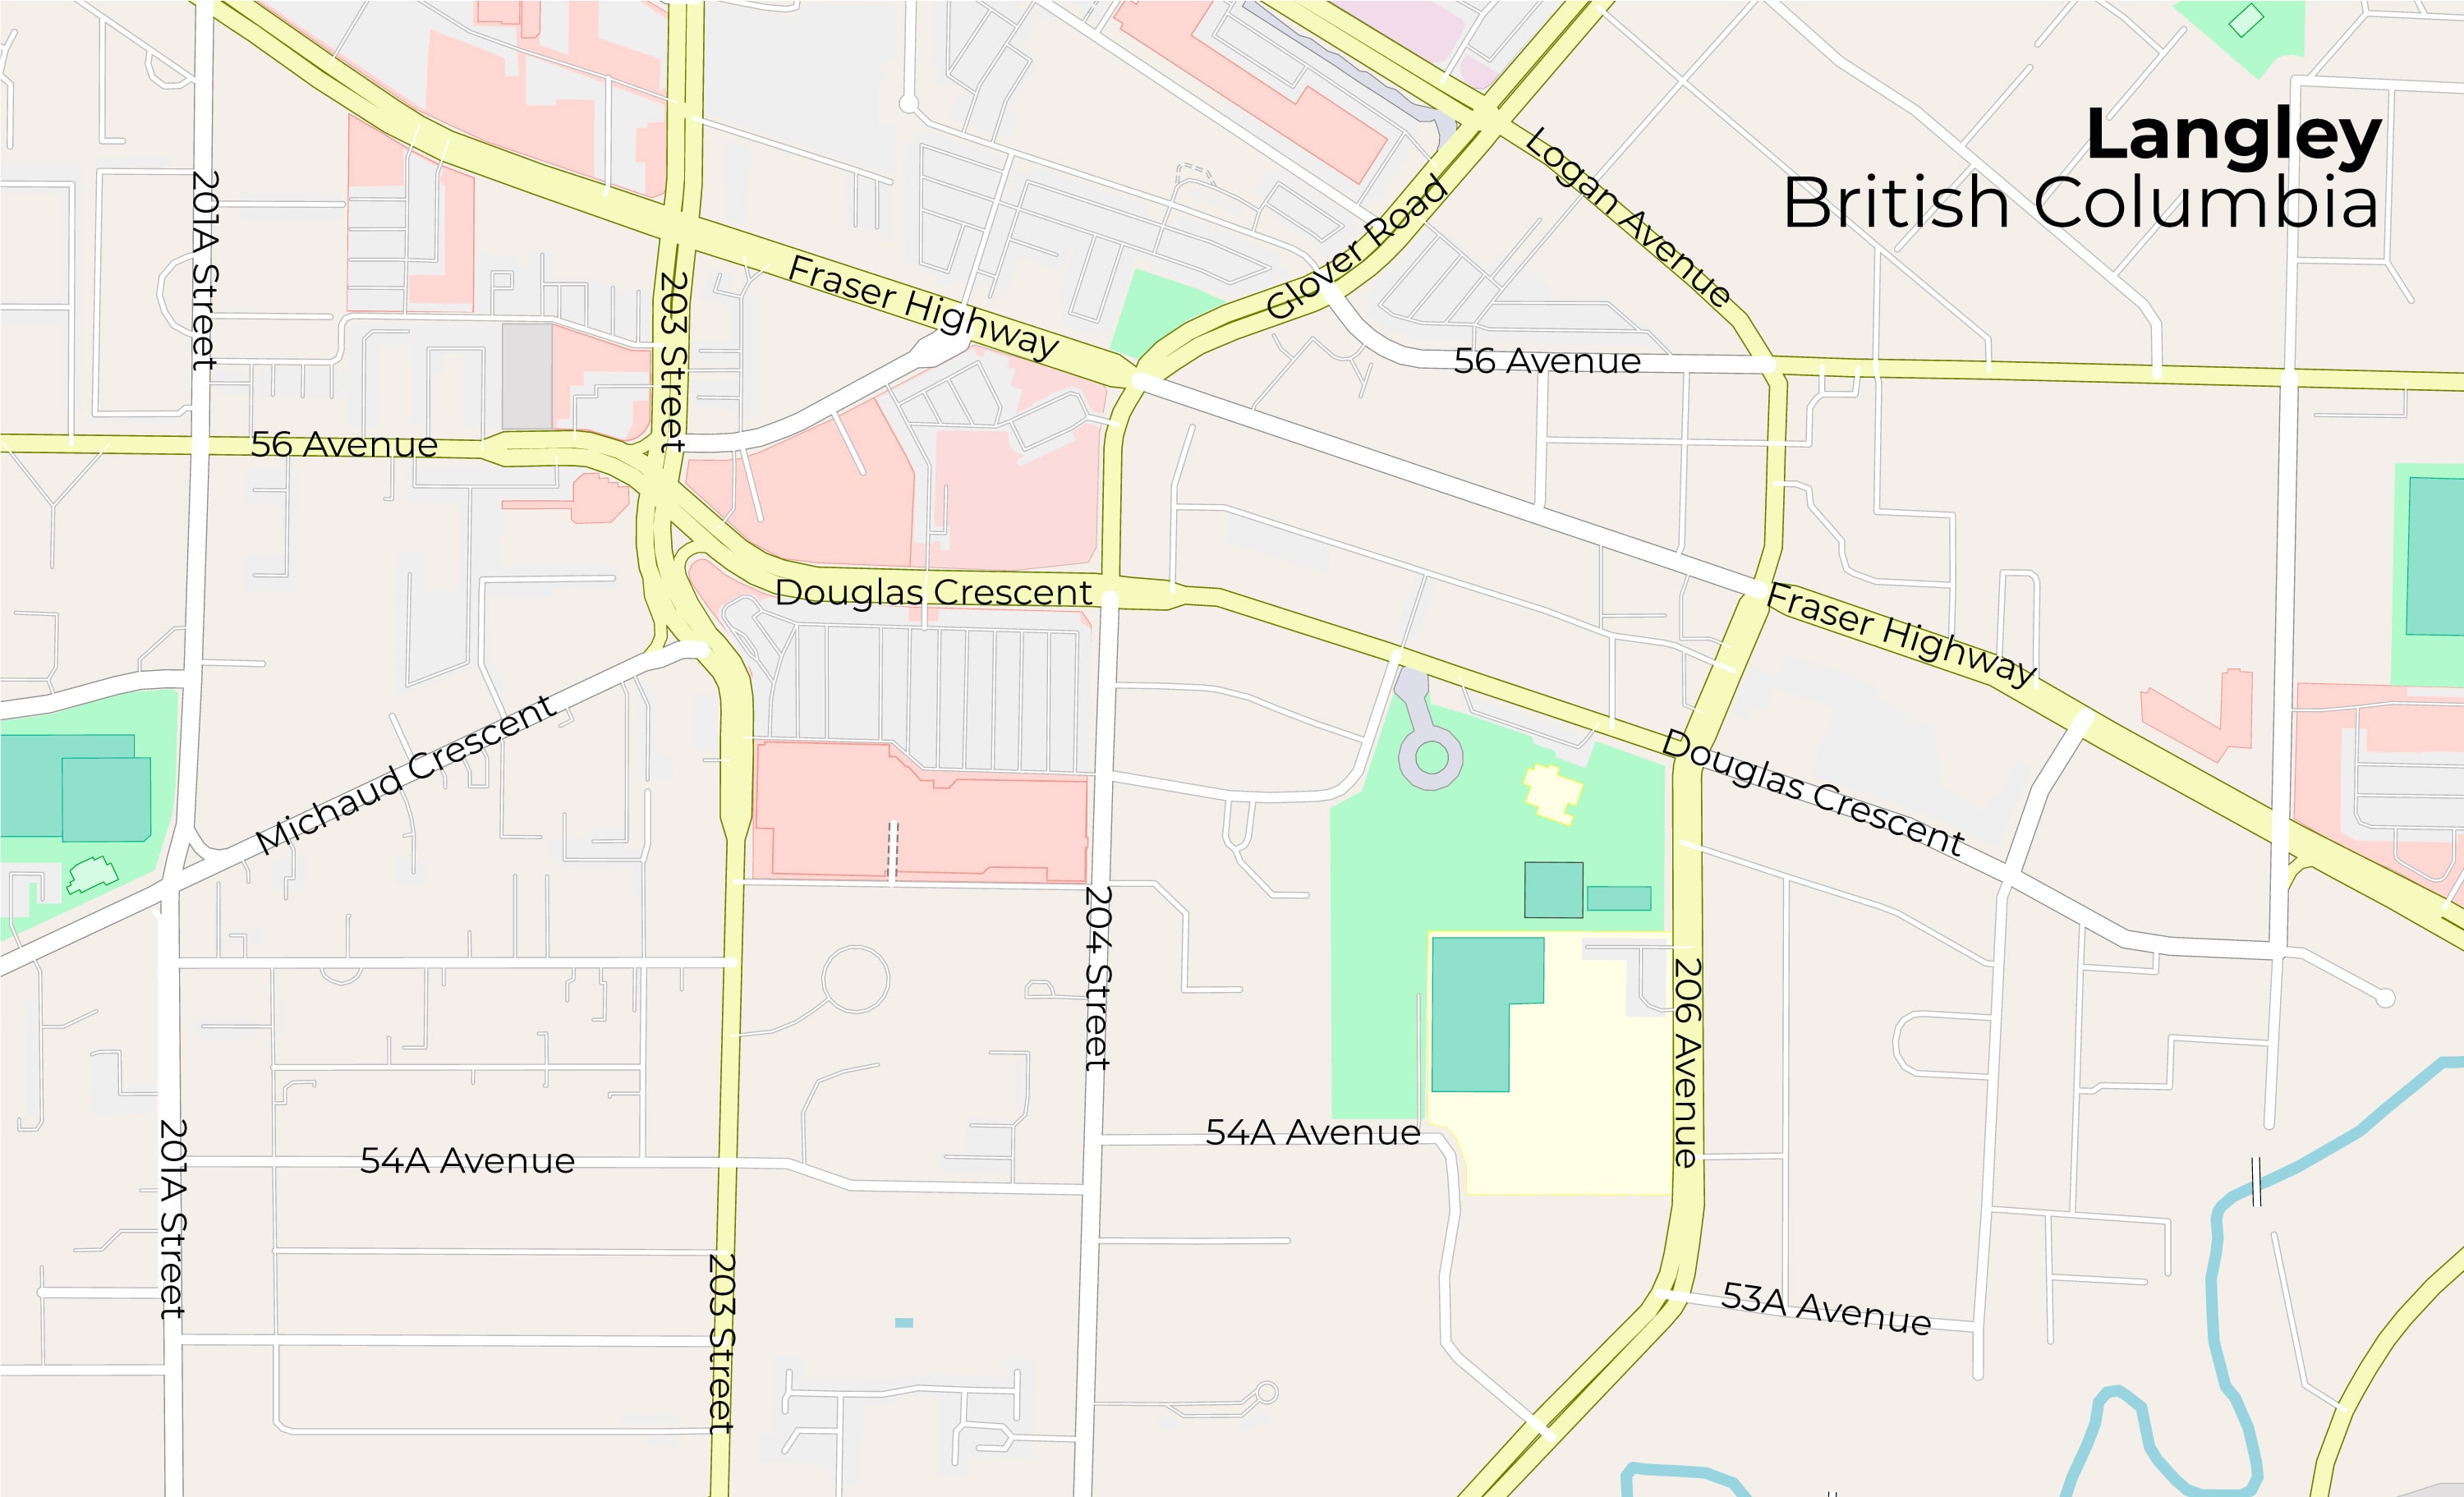 Langley
British Columbia
Logan Avenue
Glover Road
201A Street
203 Street
Fraser Highway
56 Avenue
56 Avenue
Douglas Crescent
Fraser Highway
Michaud Crescent
Douglas Crescent
204 Street
206 Avenue
54A Avenue
54A Avenue
201A Street
203 Street
53A Avenue